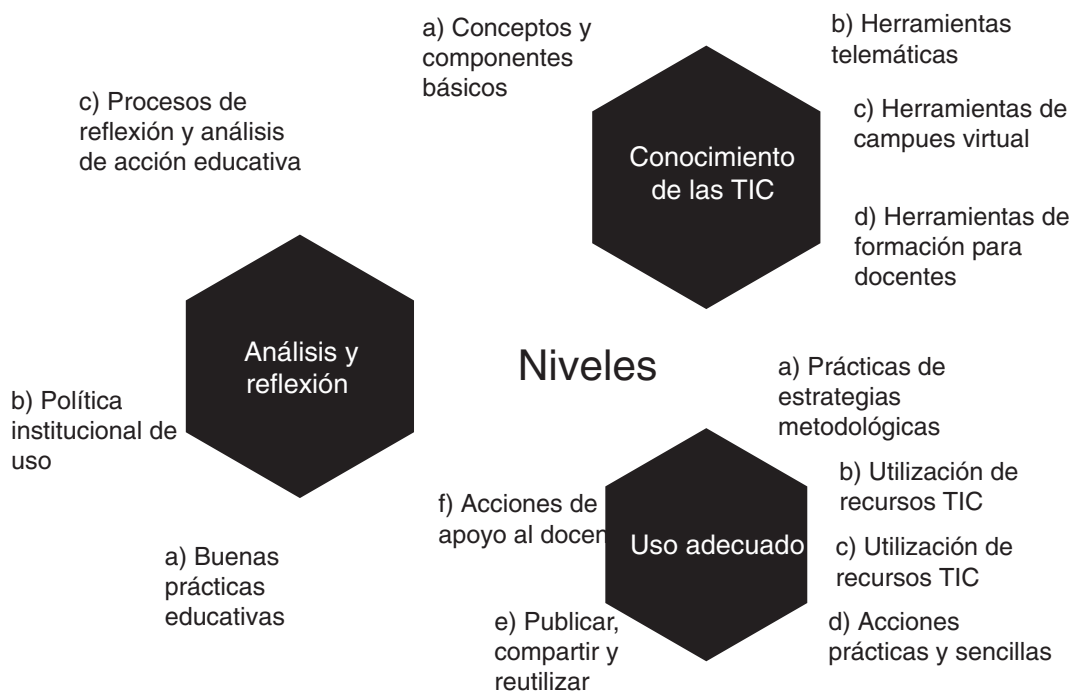 a) Conceptos y
componentes
básicos
b) Herramientas
telemáticas
c) Herramientas de
campues virtual
d) Herramientas de
formación para
docentes
Conocimiento
de las TIC
c) Procesos de
reflexión y análisis
de acción educativa
Análisis y
reflexión
b) Política
institucional de
uso
a) Buenas
prácticas
educativas
Niveles
a) Prácticas de
estrategias
metodológicas
b) Utilización de
recursos TIC
c) Utilización de
recursos TIC
d) Acciones
prácticas y sencillas
Uso adecuado
f) Acciones de
apoyo al docen
e) Publicar,
compartir y
reutilizar